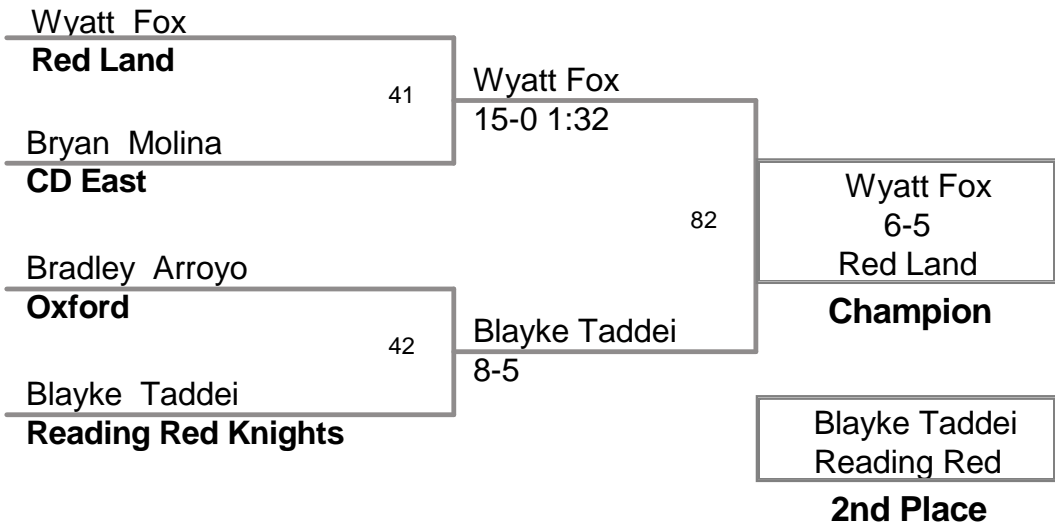 Wyatt Fox
Red Land
41
Bryan Molina
CD East
Wyatt Fox
15-0 1:32
Bradley Arroyo
Oxford
42
Blayke Taddei
Reading Red Knights
Blayke Taddei
8-5
82
Wyatt Fox
6-5
Red Land
Champion
Blayke Taddei
Reading Red
2nd Place